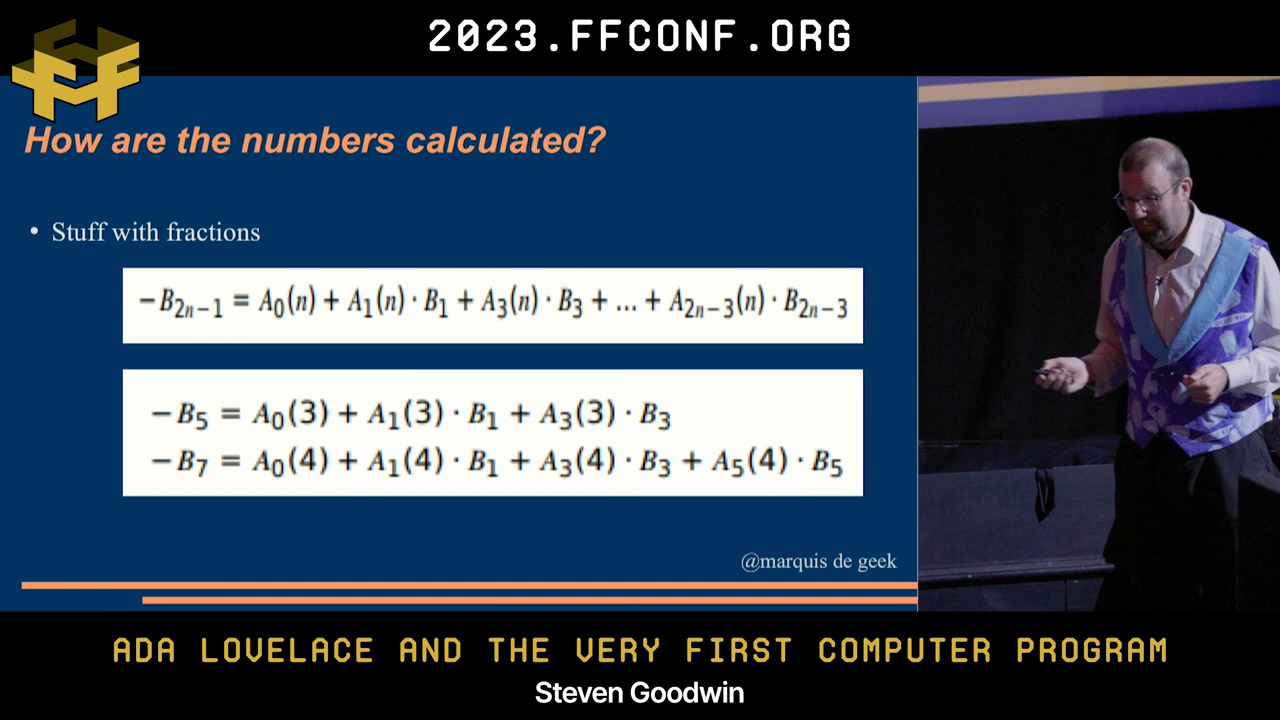 2023.FFCONF.ORG
How are the numbers calculated?
• Stuff with fractions
−B₂ₙ₋₁ = A₀(n) + A₁(n) · B₁ + A₃(n) · B₃ + ... + A₂ₙ₋₃(n) · B₂ₙ₋₃
−B₅ = A₀(3) + A₁(3) · B₁ + A₃(3) · B₃
−B₇ = A₀(4) + A₁(4) · B₁ + A₃(4) · B₃ + A₅(4) · B₅
@marquis de geek
ADA LOVELACE AND THE VERY FIRST COMPUTER PROGRAM
Steven Goodwin